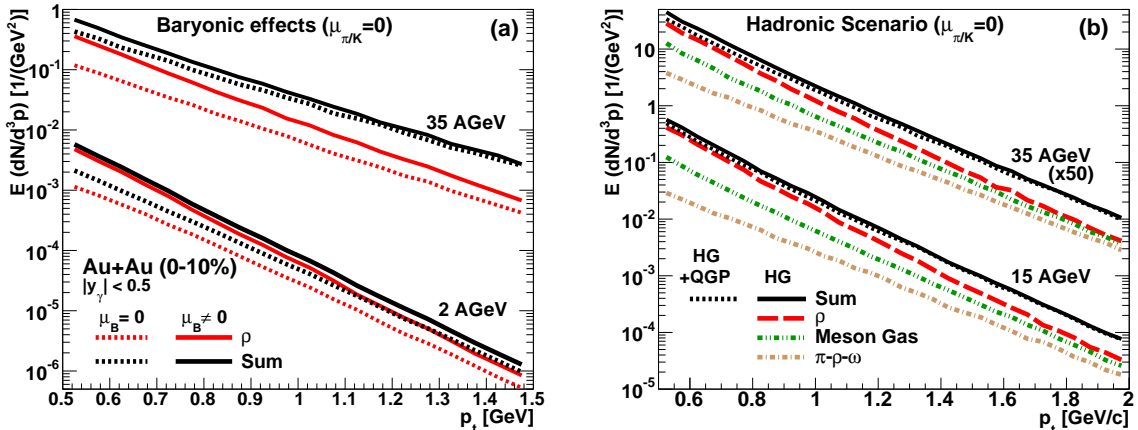 Baryonic effects (μπ/K=0)
(a)
E (dN/d³p) [1/(GeV²)]
1
10⁻¹
10⁻²
10⁻³
10⁻⁴
10⁻⁵
10⁻⁶
35 AGeV
Au+Au (0-10%)
|yγ| < 0.5
2 AGeV
μB= 0 μB≠ 0
ρ
Sum
0.5 0.6 0.7 0.8 0.9 1 1.1 1.2 1.3 1.4 1.5
pt [GeV]
Hadronic Scenario (μπ/K=0)
(b)
E (dN/d³p) [1/(GeV²)]
10
1
10⁻¹
10⁻²
10⁻³
10⁻⁴
10⁻⁵
35 AGeV
(x50)
HG
+QGP
HG
15 AGeV
Sum
ρ
Meson Gas
π-ρ-ω
0.6 0.8 1 1.2 1.4 1.6 1.8 2
pt [GeV/c]